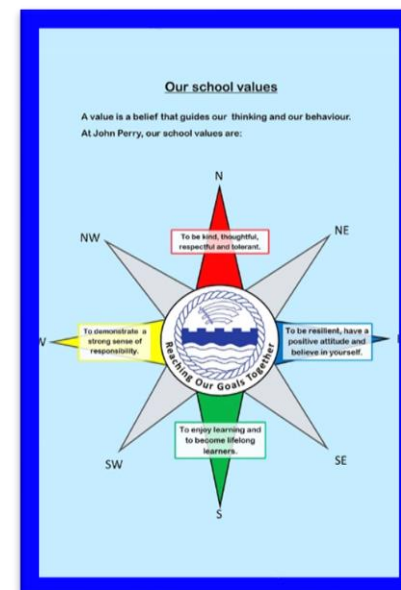 Our school values
A value is a belief that guides our thinking and our behaviour.
At John Perry, our school values are:
N
NW
NE
To be kind, thoughtful,
respectful and tolerant.
To demonstrate a
strong sense of
responsibility.
To be resilient, have a
positive attitude and
believe in yourself.
Reaching Our Goals Together
To enjoy learning and
to become lifelong
learners.
SW
SE
S